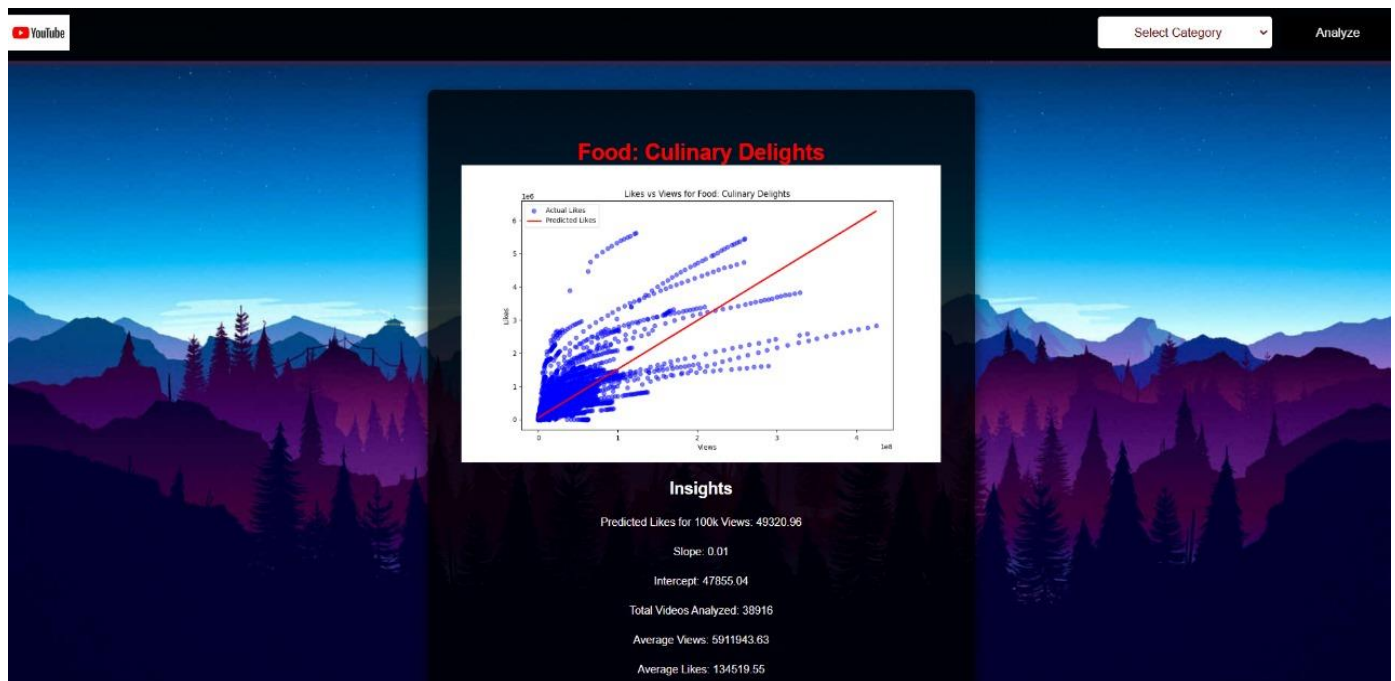 YouTube
Select Category
Analyze
Food: Culinary Delights
Likes vs Views for Food: Culinary Delights
1e6
Actual Likes
Predicted Likes
6
5
4
3
2
1
0
Likes
0 1 2 3 4
Views
1e8
Insights
Predicted Likes for 100k Views: 49320.96
Slope: 0.01
Intercept: 47855.04
Total Videos Analyzed: 38916
Average Views: 5911943.63
Average Likes: 134519.55